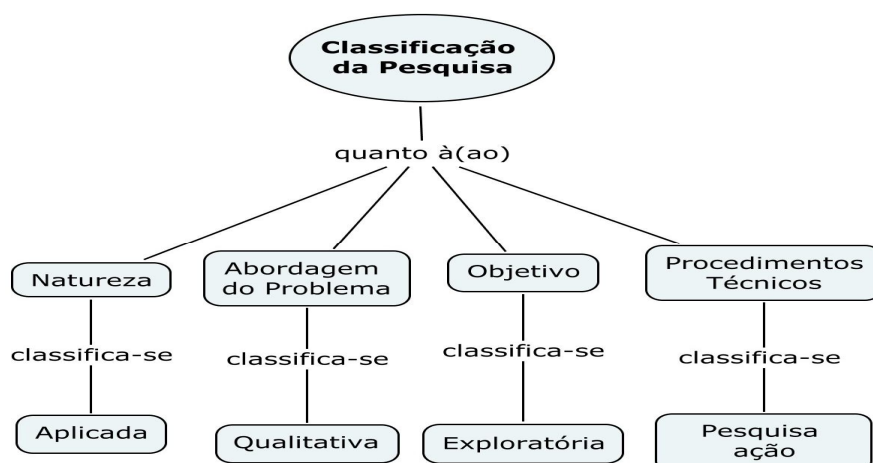 Classificação
da Pesquisa
quanto à(ao)
Natureza
Abordagem
do Problema
Objetivo
Procedimentos
Técnicos
classifica-se
classifica-se
classifica-se
classifica-se
Aplicada
Qualitativa
Exploratória
Pesquisa
ação